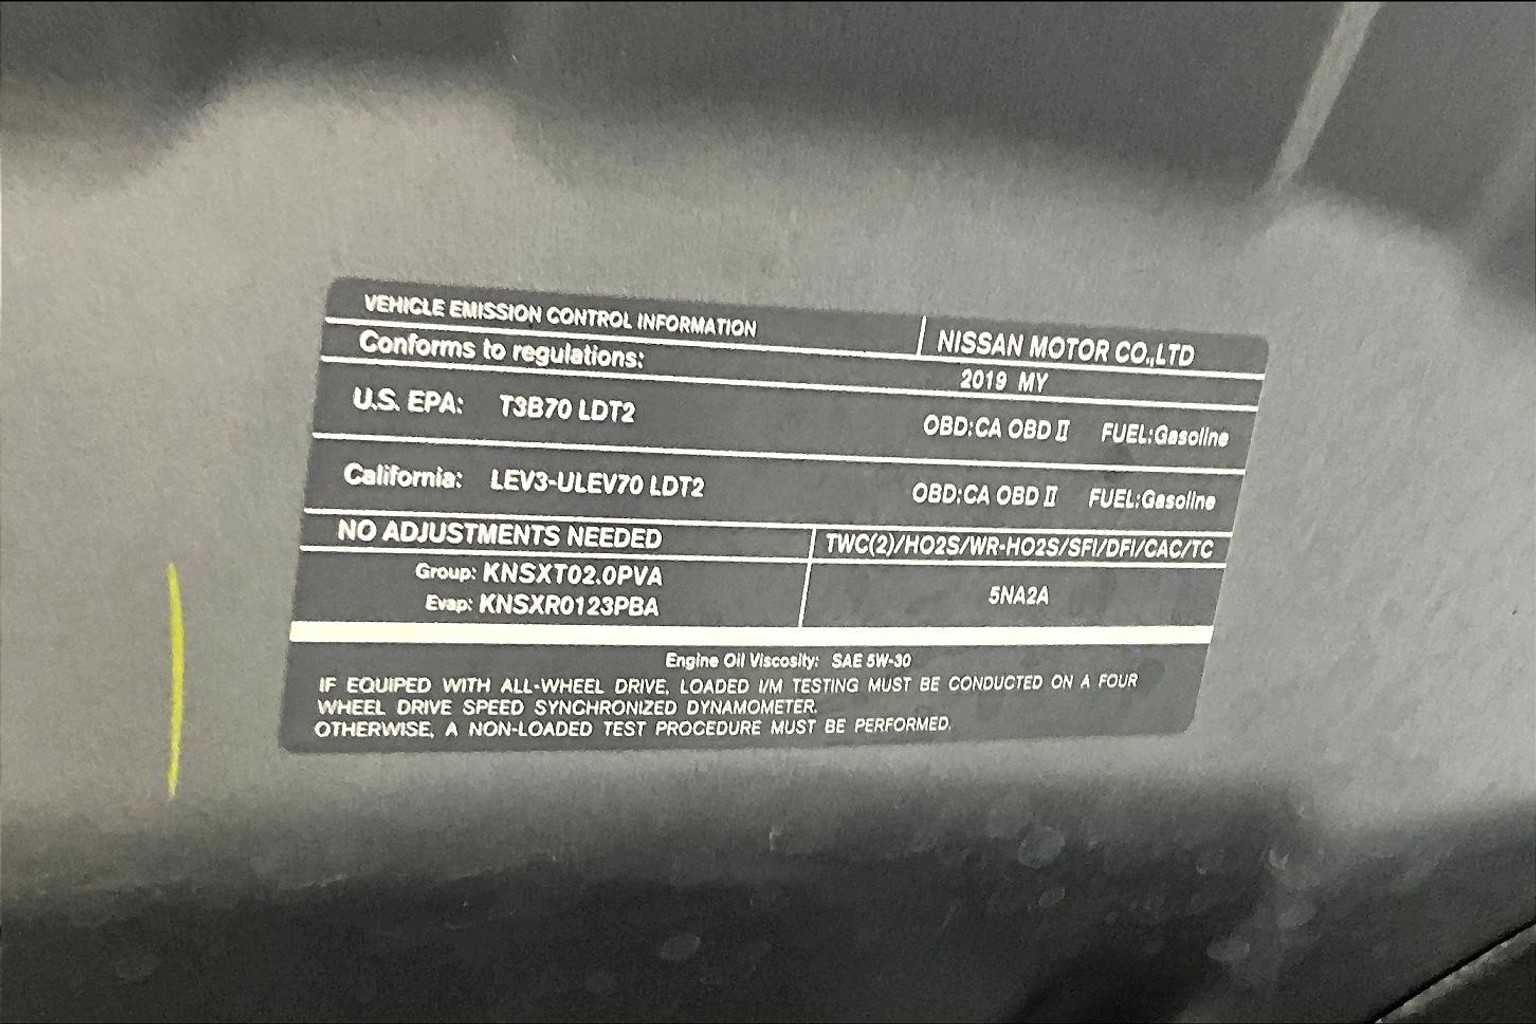 VEHICLE EMISSION CONTROL INFORMATION
NISSAN MOTOR CO.,LTD
Conforms to regulations:
2019 MY
U.S. EPA: T3B70 LDT2 OBD:CA OBD II FUEL:Gasoline
California: LEV3-ULEV70 LDT2 OBD:CA OBD II FUEL:Gasoline
NO ADJUSTMENTS NEEDED
TWC(2)/HO2S/WR-HO2S/SFI/DFI/CAC/TC
Group: KNSXT02.0PVA
Evap: KNSXR0123PBA
5NA2A
Engine Oil Viscosity: SAE 5W-30
IF EQUIPED WITH ALL-WHEEL DRIVE, LOADED I/M TESTING MUST BE CONDUCTED ON A FOUR
WHEEL DRIVE SPEED SYNCHRONIZED DYNAMOMETER.
OTHERWISE, A NON-LOADED TEST PROCEDURE MUST BE PERFORMED.